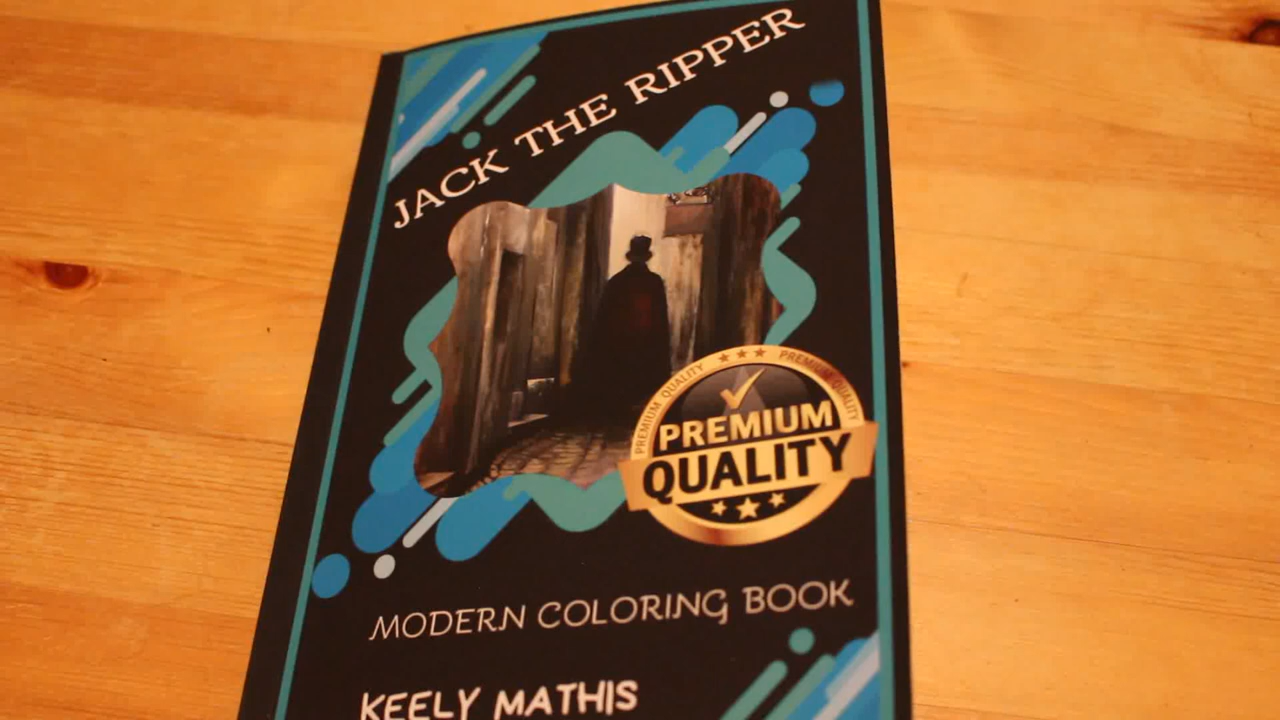 JACK THE RIPPER
PREMIUM QUALITY ★★★ PREMIUM QUALITY
PREMIUM
QUALITY
MODERN COLORING BOOK
KEELY MATHIS